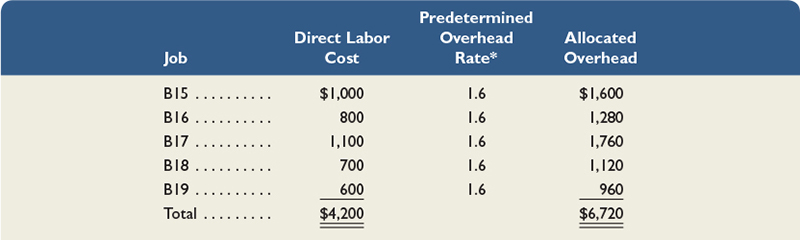 Predetermined
Direct Labor Overhead Allocated
Job Cost Rate* Overhead
B15 .......... $1,000 1.6 $1,600
B16 .......... 800 1.6 1,280
B17 .......... 1,100 1.6 1,760
B18 .......... 700 1.6 1,120
B19 .......... 600 1.6 960
Total ......... $4,200 $6,720